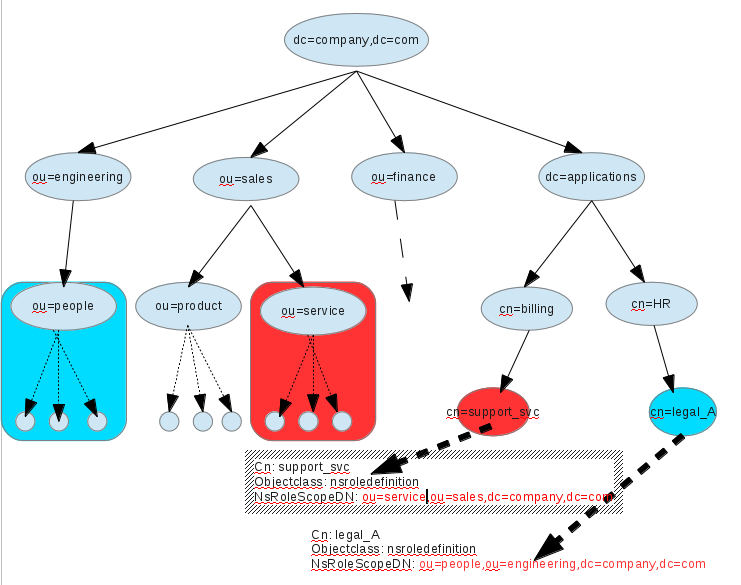 dc=company,dc=com
ou=engineering
ou=sales
ou=finance
dc=applications
ou=people
ou=product
ou=service
cn=billing
cn=HR
cn=support_svc
cn=legal_A
Cn: support_svc
Objectclass: nsroledefinition
NsRoleScopeDN: ou=service,ou=sales,dc=company,dc=com
Cn: legal_A
Objectclass: nsroledefinition
NsRoleScopeDN: ou=people,ou=engineering,dc=company,dc=com